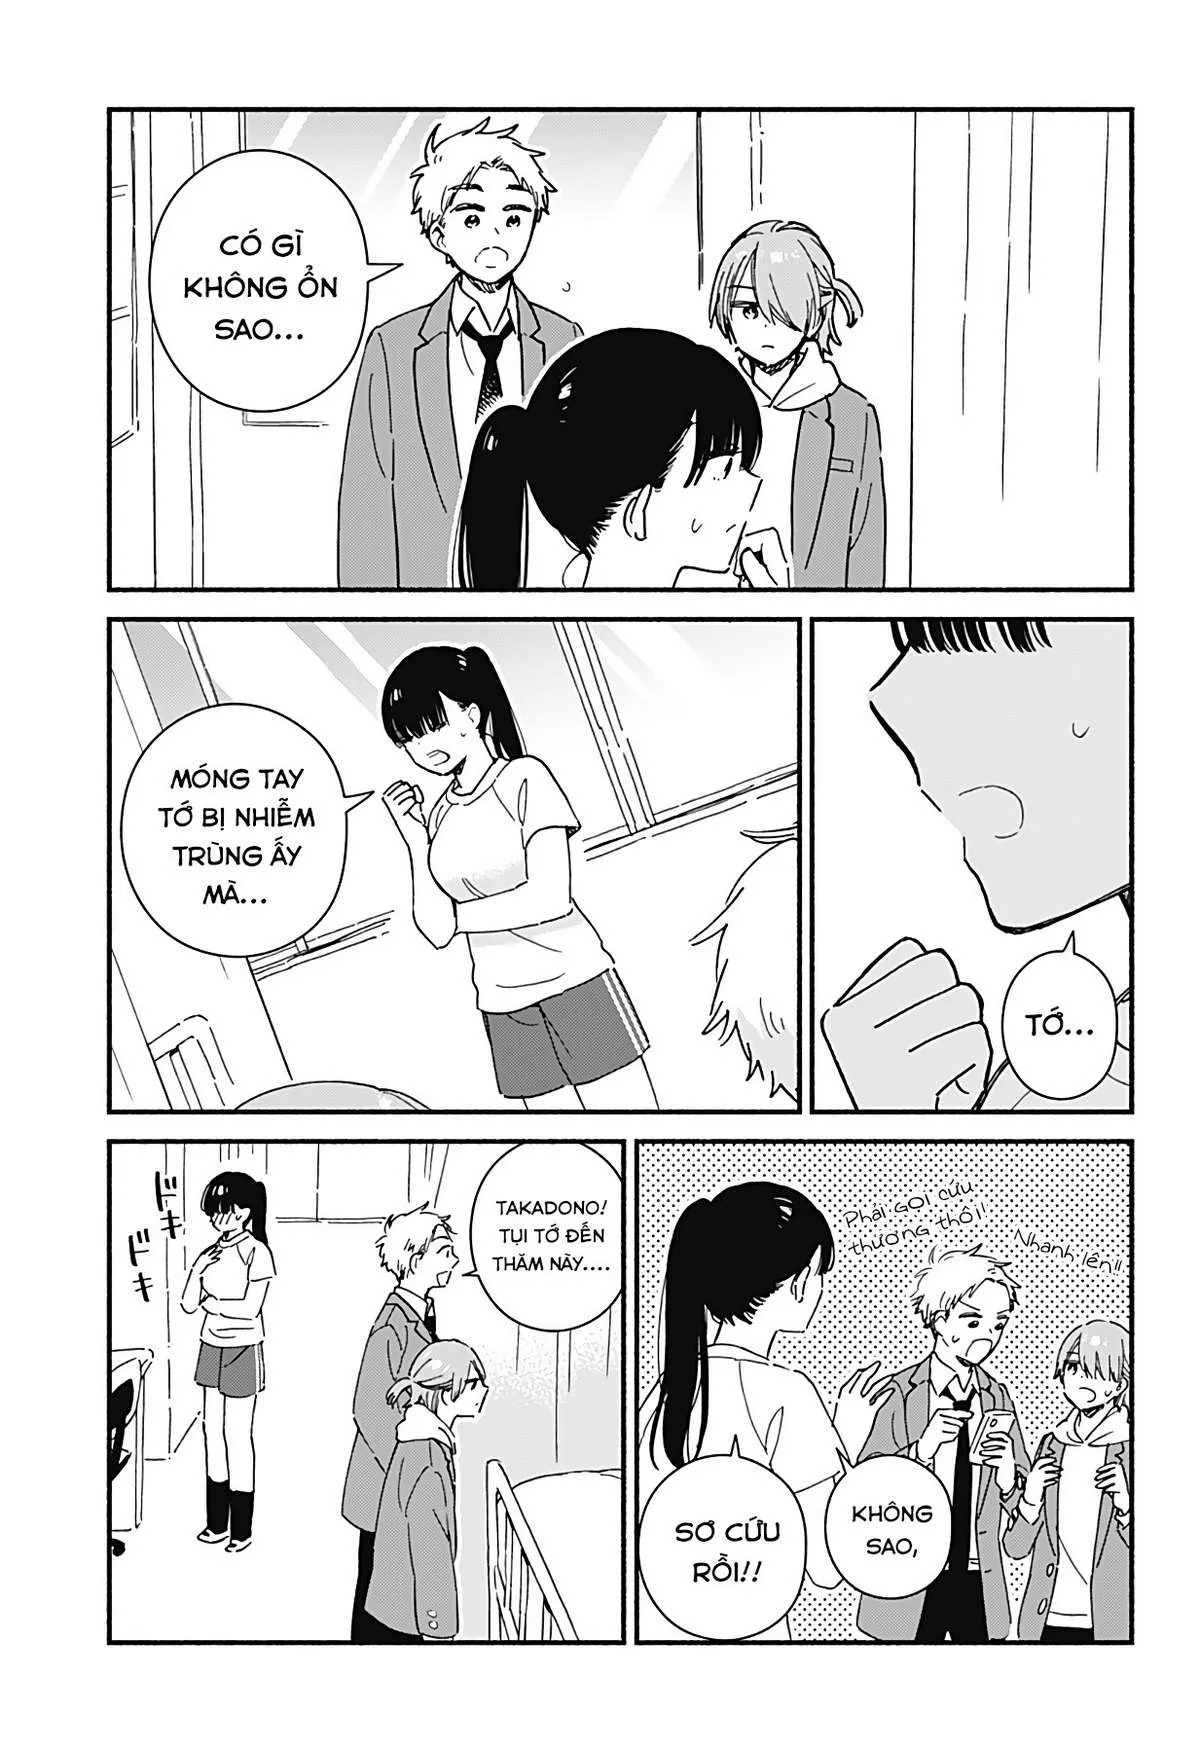 CÓ GÌ
KHÔNG ỔN
SAO...
TỚ...
MÓNG TAY
TỚ BỊ NHIỄM
TRÙNG ẤY
MÀ...
Phải gọi cứu
thương thôi!
Nhanh lên!!
KHÔNG
SAO,
SƠ CỨU
RỒI!!
TAKADONO!
TỤI TỚ ĐẾN
THĂM NÀY....
ドキ
ドキ